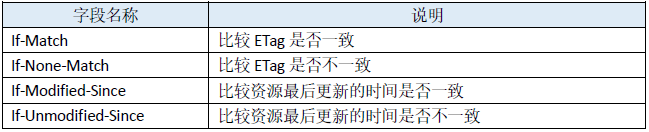 字段名称 说明
If-Match 比较 ETag 是否一致
If-None-Match 比较 ETag 是否不一致
If-Modified-Since 比较资源最后更新的时间是否一致
If-Unmodified-Since 比较资源最后更新的时间是否不一致